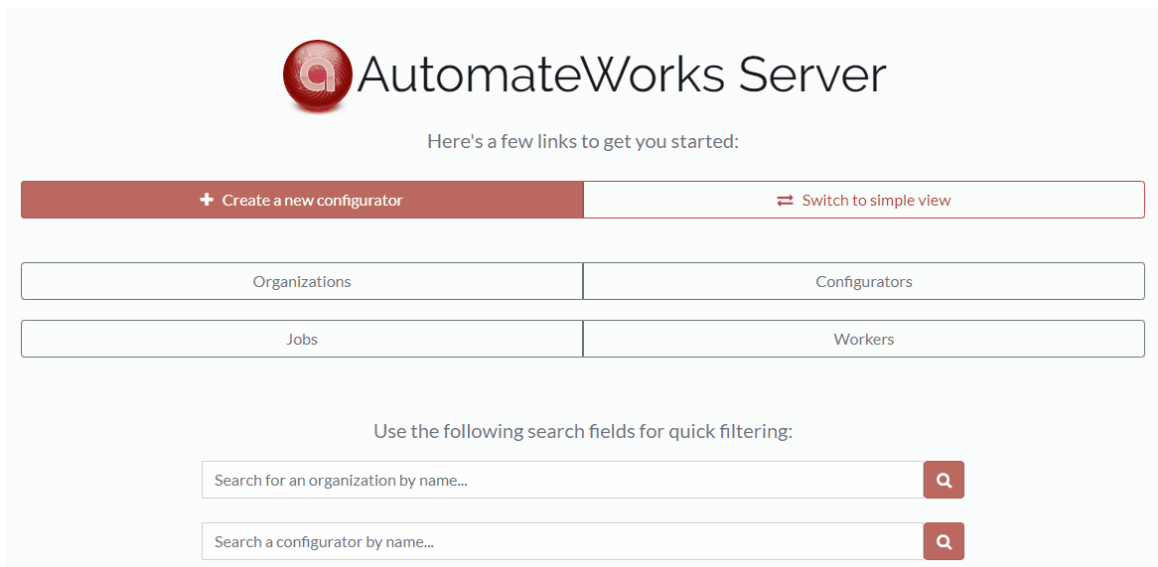 a AutomateWorks Server
Here's a few links to get you started:
Create a new configurator
Switch to simple view
Organizations
Configurators
Jobs
Workers
Use the following search fields for quick filtering:
Search for an organization by name...
Search a configurator by name...